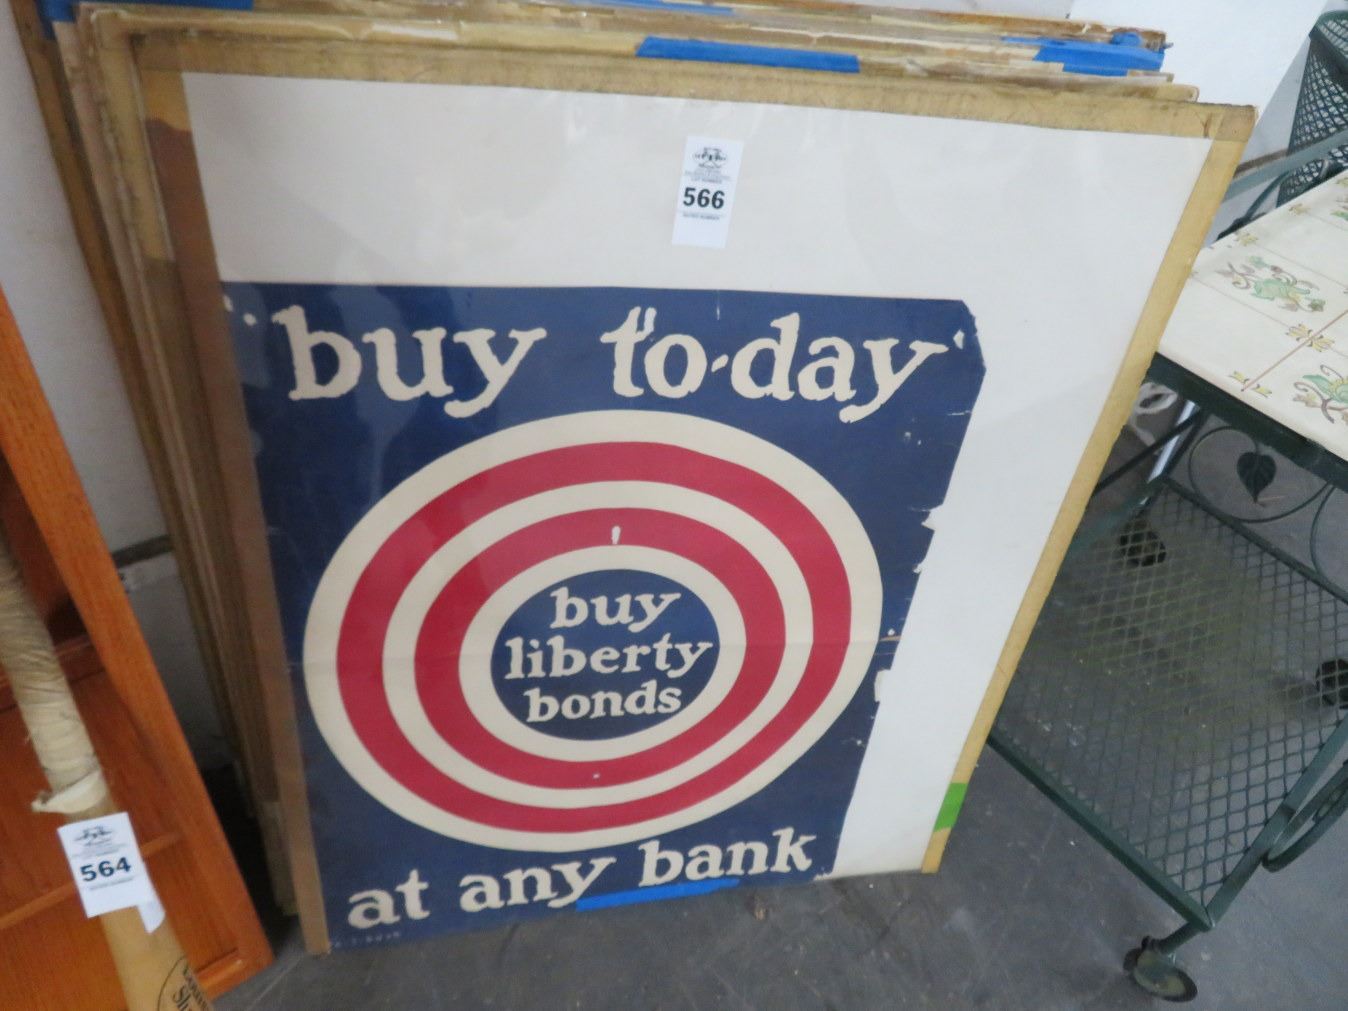 566
buy to-day
buy
liberty
bonds
at any bank
564